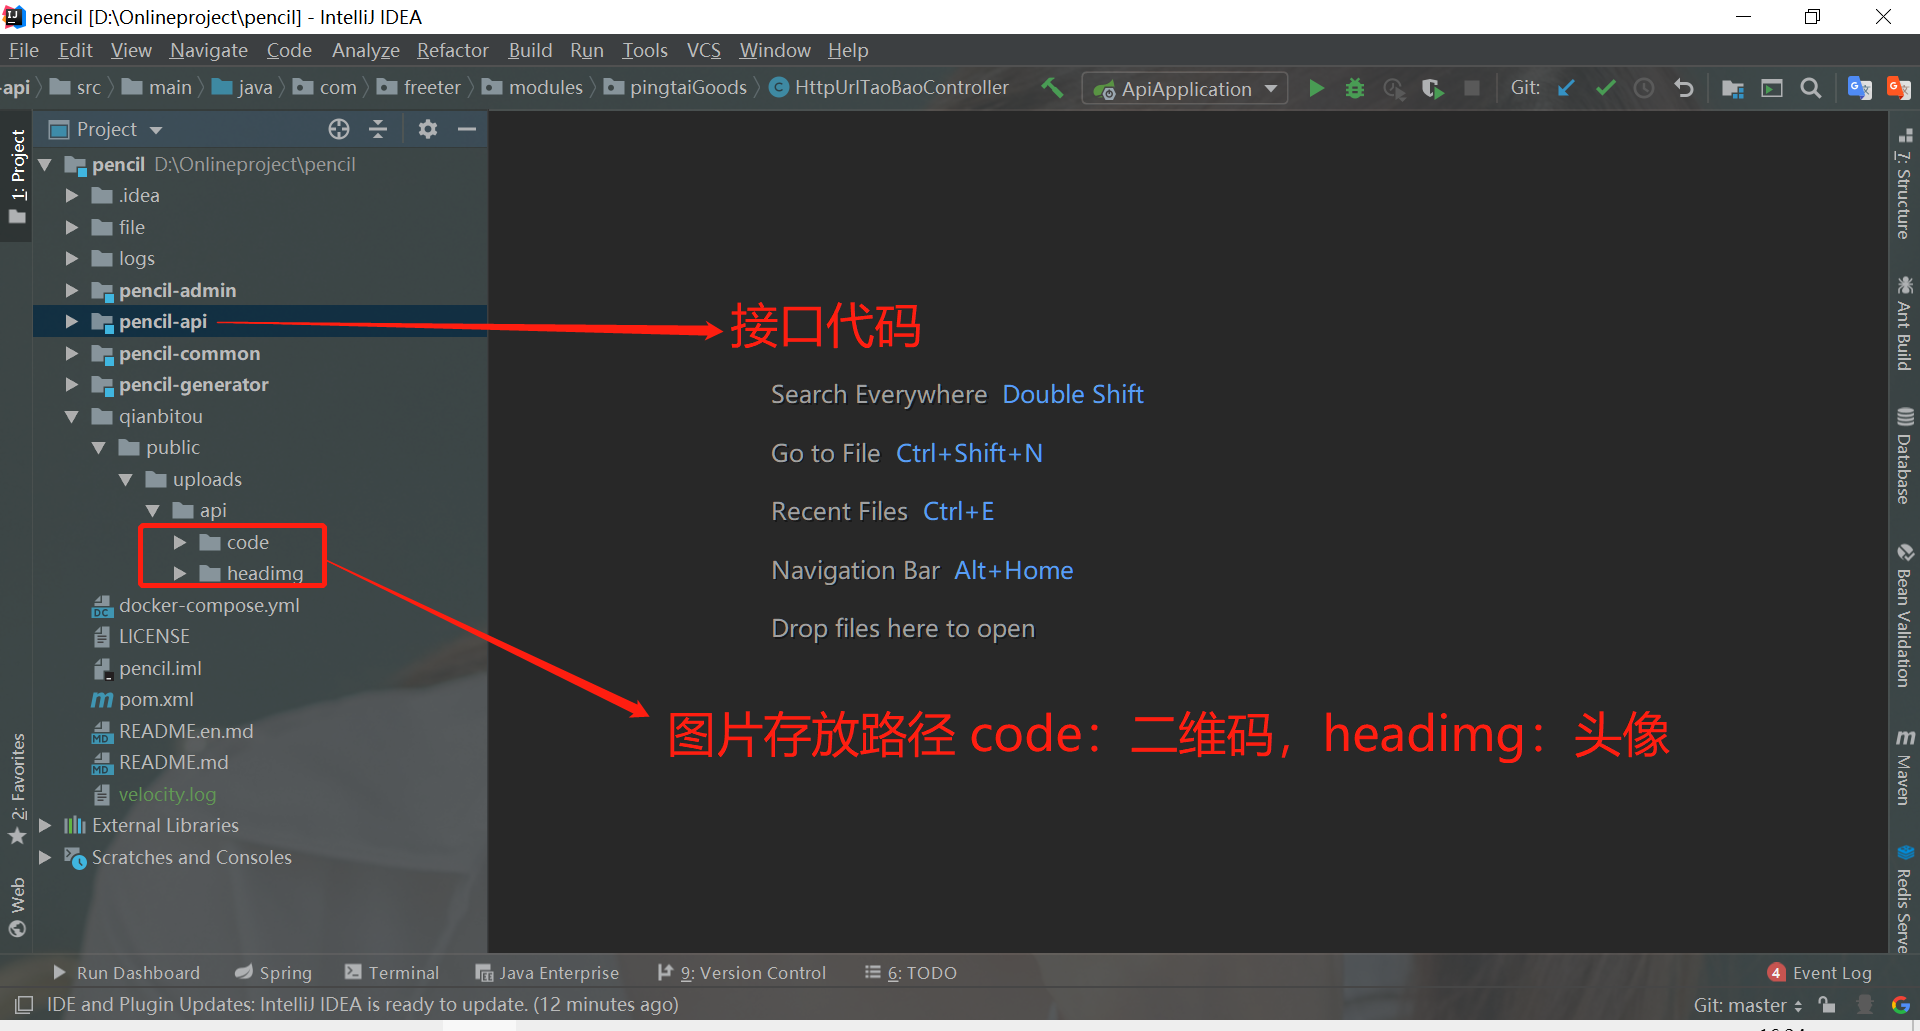 pencil [D:\Onlineproject\pencil] - IntelliJ IDEA
File Edit View Navigate Code Analyze Refactor Build Run Tools VCS Window Help
-api src main java com freeter modules pingtaiGoods HttpUrlTaoBaoController ApiApplication Git:
Project
pencil D:\Onlineproject\pencil
.idea
file
logs
pencil-admin
pencil-api
pencil-common
pencil-generator
qianbitou
public
uploads
api
code
headimg
docker-compose.yml
LICENSE
pencil.iml
pom.xml
README.en.md
README.md
velocity.log
External Libraries
Scratches and Consoles
接口代码
Search Everywhere Double Shift
Go to File Ctrl+Shift+N
Recent Files Ctrl+E
Navigation Bar Alt+Home
Drop files here to open
图片存放路径 code：二维码，headimg：头像
1: Project
2: Favorites
Web
7: Structure
Ant Build
Database
Bean Validation
Maven
Redis Serve
Run Dashboard Spring Terminal Java Enterprise 9: Version Control 6: TODO 4 Event Log
IDE and Plugin Updates: IntelliJ IDEA is ready to update. (12 minutes ago) Git: master